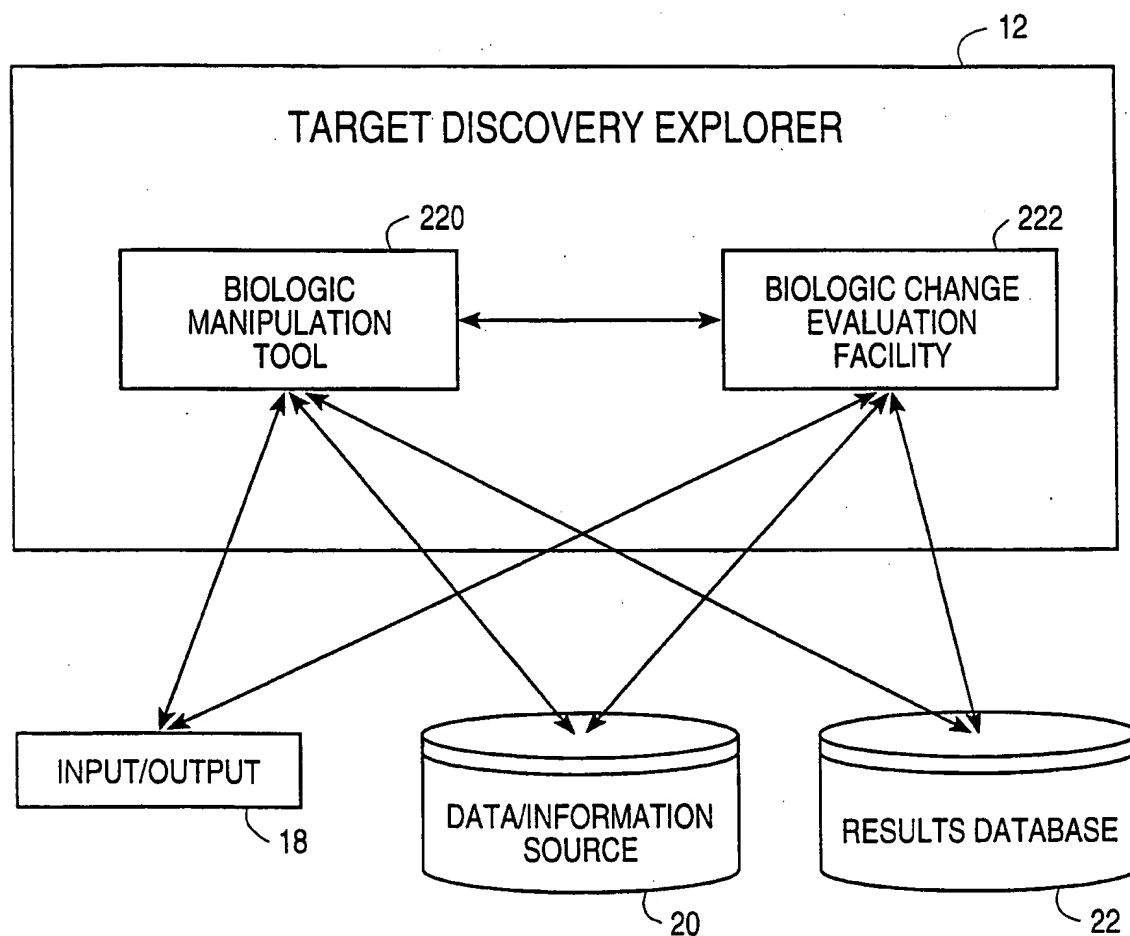 12
TARGET DISCOVERY EXPLORER
220
222
BIOLOGIC
MANIPULATION
TOOL
BIOLOGIC CHANGE
EVALUATION
FACILITY
INPUT/OUTPUT
18
DATA/INFORMATION
SOURCE
20
RESULTS DATABASE
22